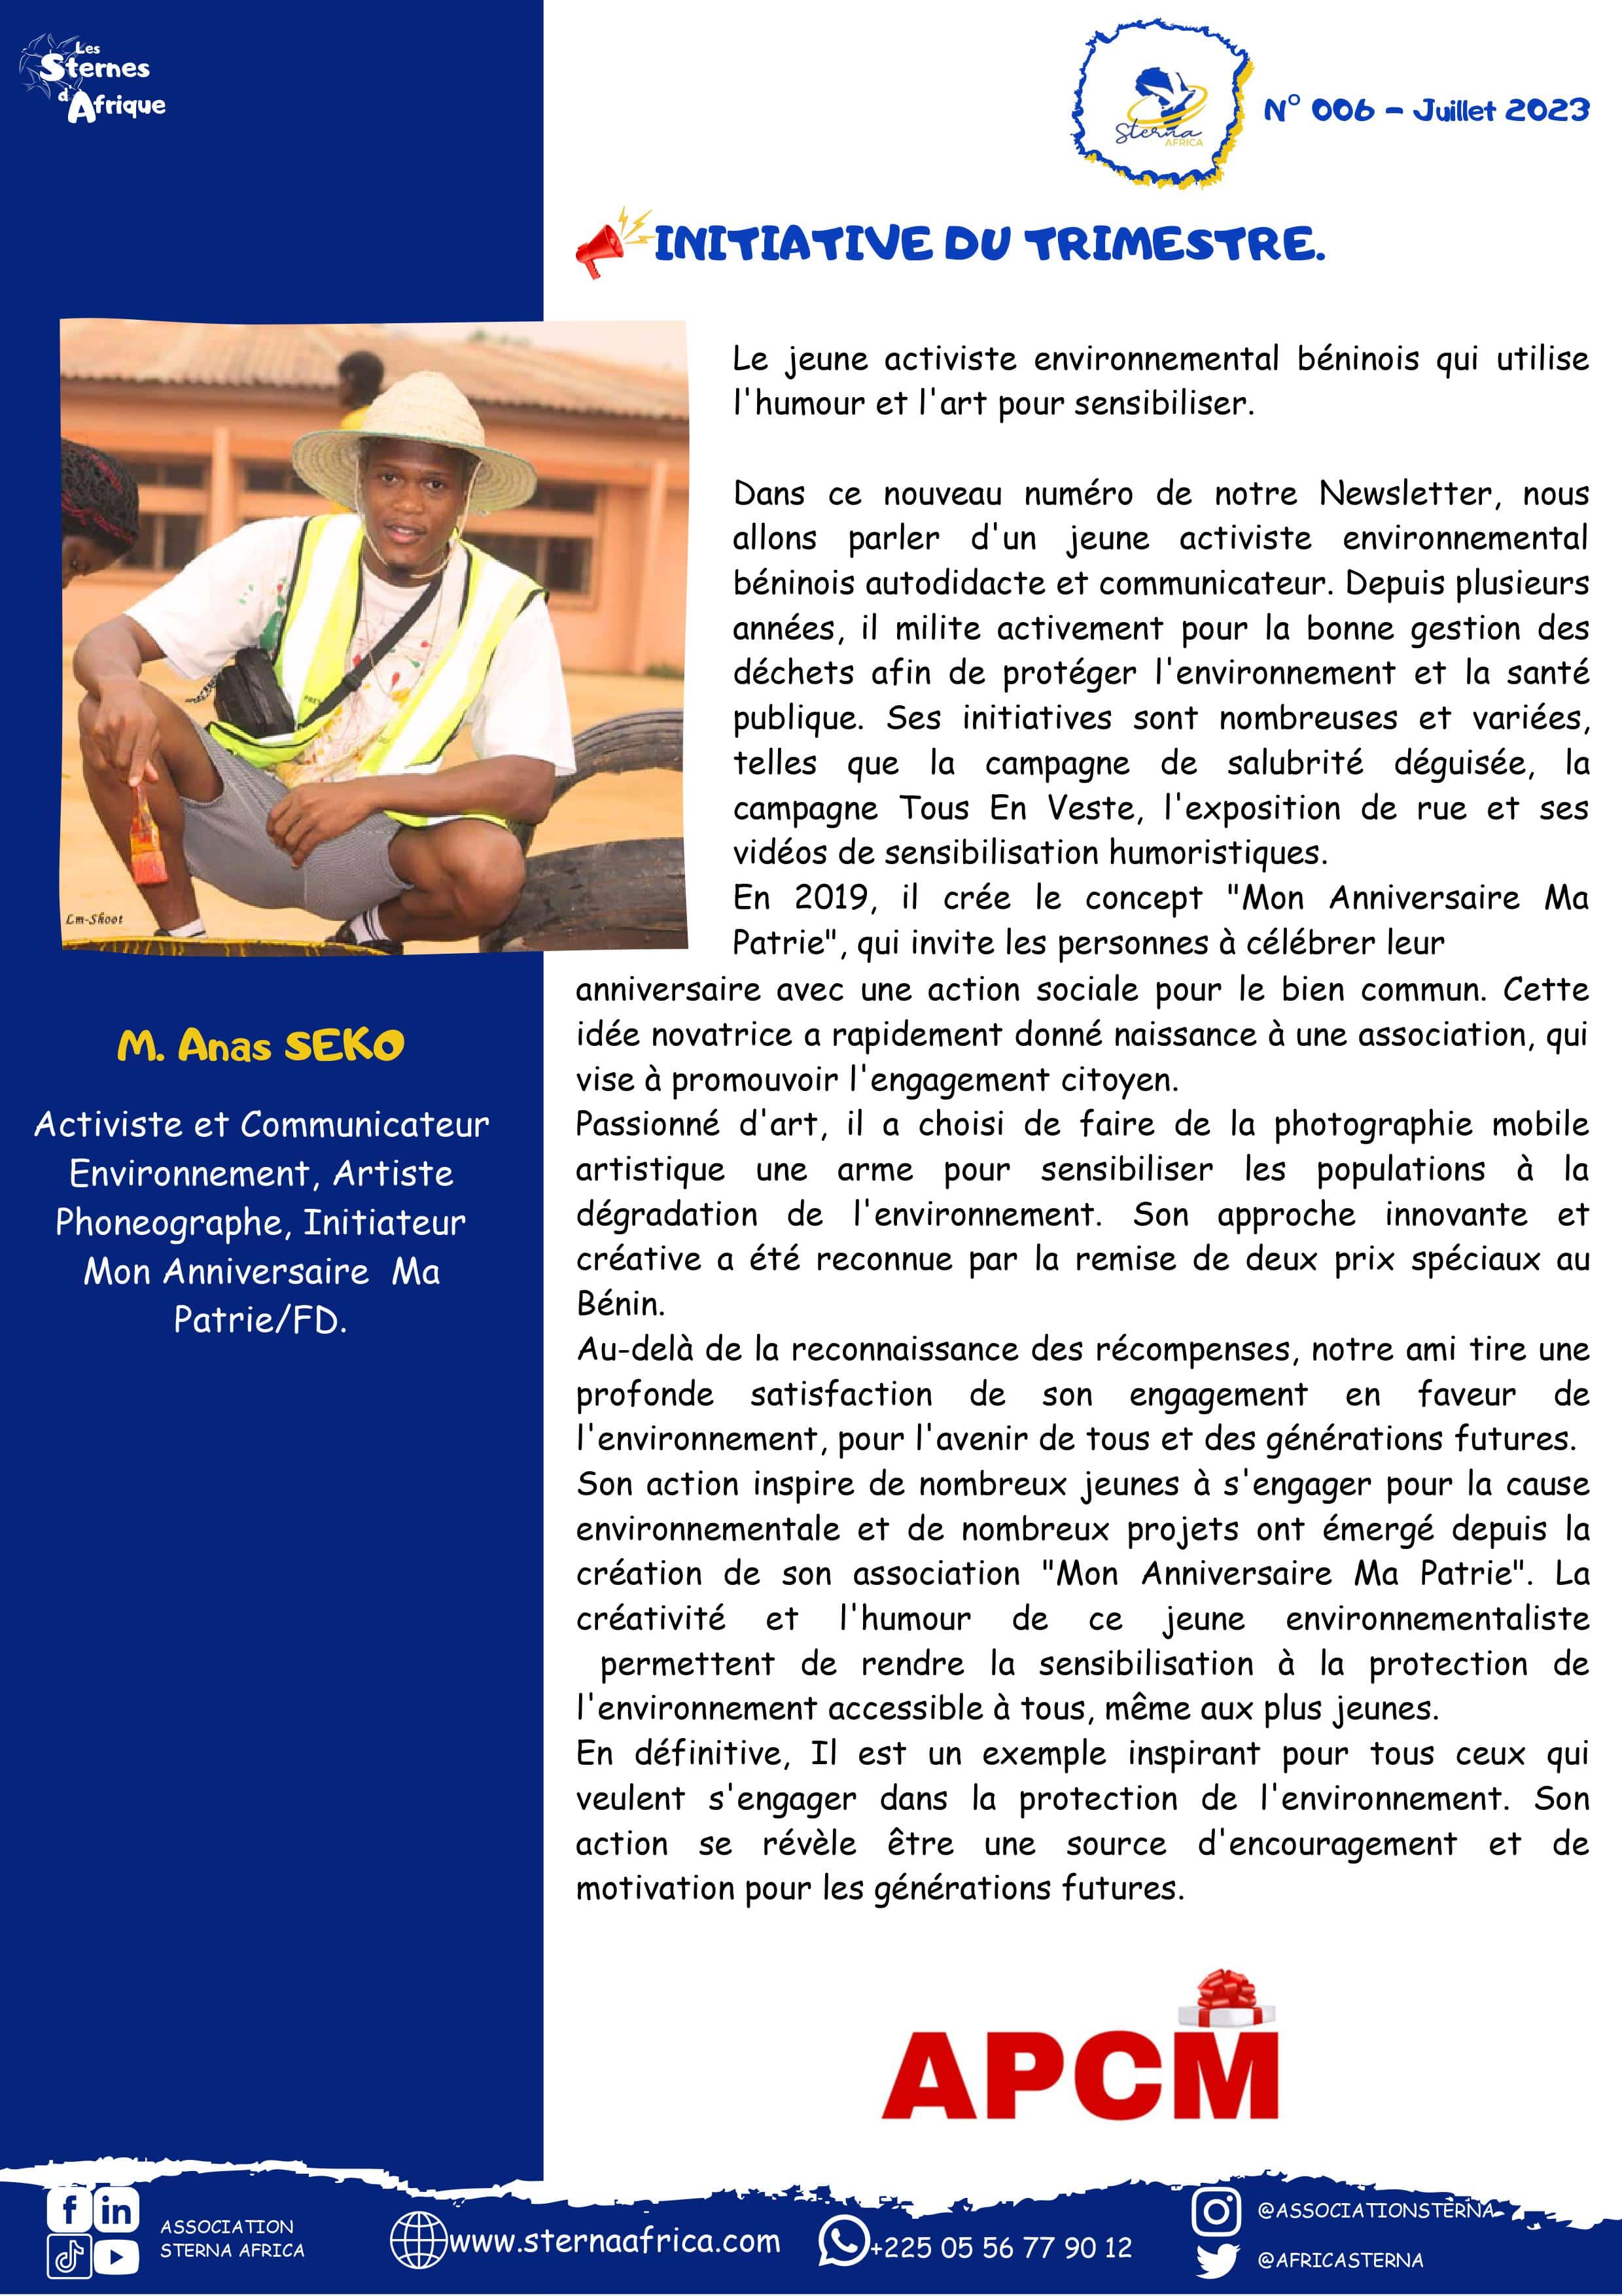 Les
Sternes
d'Afrique
Sterna
AFRICA
N° 006 - Juillet 2023
INITIATIVE DU TRIMESTRE.
Le jeune activiste environnemental béninois qui utilise
l'humour et l'art pour sensibiliser.
Dans ce nouveau numéro de notre Newsletter, nous
allons parler d'un jeune activiste environnemental
béninois autodidacte et communicateur. Depuis plusieurs
années, il milite activement pour la bonne gestion des
déchets afin de protéger l'environnement et la santé
publique. Ses initiatives sont nombreuses et variées,
telles que la campagne de salubrité déguisée, la
campagne Tous En Veste, l'exposition de rue et ses
vidéos de sensibilisation humoristiques.
En 2019, il crée le concept "Mon Anniversaire Ma
Patrie", qui invite les personnes à célébrer leur
anniversaire avec une action sociale pour le bien commun. Cette
idée novatrice a rapidement donné naissance à une association, qui
vise à promouvoir l'engagement citoyen.
Passionné d'art, il a choisi de faire de la photographie mobile
artistique une arme pour sensibiliser les populations à la
dégradation de l'environnement. Son approche innovante et
créative a été reconnue par la remise de deux prix spéciaux au
Bénin.
Au-delà de la reconnaissance des récompenses, notre ami tire une
profonde satisfaction de son engagement en faveur de
l'environnement, pour l'avenir de tous et des générations futures.
Son action inspire de nombreux jeunes à s'engager pour la cause
environnementale et de nombreux projets ont émergé depuis la
création de son association "Mon Anniversaire Ma Patrie". La
créativité et l'humour de ce jeune environnementaliste
permettent de rendre la sensibilisation à la protection de
l'environnement accessible à tous, même aux plus jeunes.
En définitive, Il est un exemple inspirant pour tous ceux qui
veulent s'engager dans la protection de l'environnement. Son
action se révèle être une source d'encouragement et de
motivation pour les générations futures.
Lm-Shoot
M. Anas SEKO
Activiste et Communicateur
Environnement, Artiste
Phoneographe, Initiateur
Mon Anniversaire Ma
Patrie/FD.
APCM
ASSOCIATION
STERNA AFRICA
www.sternaafrica.com
+225 05 56 77 90 12
@ASSOCIATIONSTERNA
@AFRICASTERNA